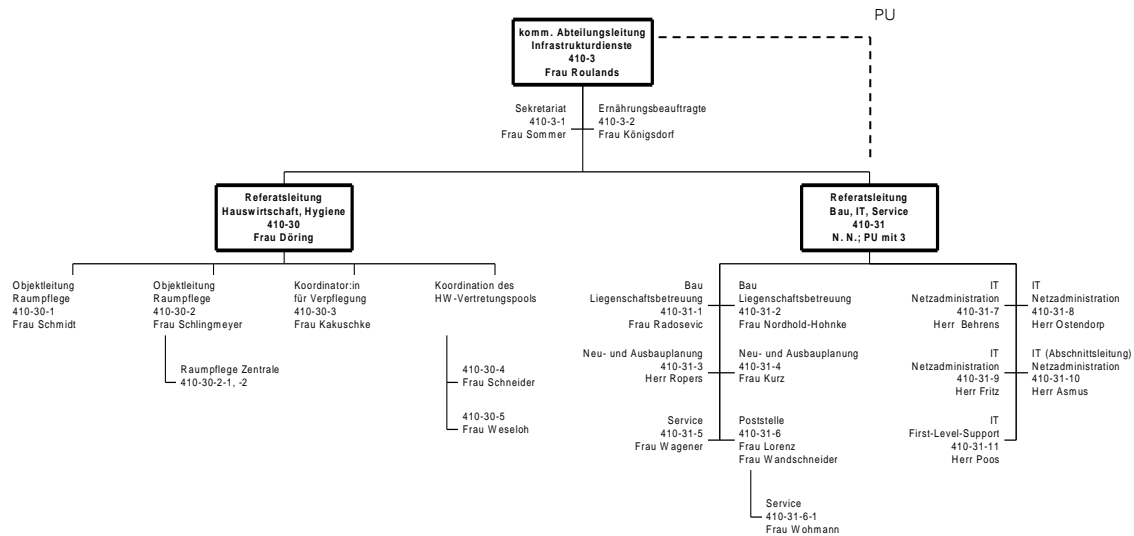 PU
komm. Abteilungsleitung
Infrastrukturdienste
410-3
Frau Roulands
Sekretariat
410-3-1
Frau Sommer
Ernährungsbeauftragte
410-3-2
Frau Königsdorf
Referatsleitung
Hauswirtschaft, Hygiene
410-30
Frau Döring
Referatsleitung
Bau, IT, Service
410-31
N. N.; PU mit 3
Objektleitung
Raumpflege
410-30-1
Frau Schmidt
Objektleitung
Raumpflege
410-30-2
Frau Schlingmeyer
Raumpflege Zentrale
410-30-2-1, -2
Koordinator:in
für Verpflegung
410-30-3
Frau Kakuschke
Koordination des
HW-Vertretungspools
410-30-4
Frau Schneider
410-30-5
Frau Weseloh
Bau
Liegenschaftsbetreuung
410-31-1
Frau Radosevic
Bau
Liegenschaftsbetreuung
410-31-2
Frau Nordhold-Hohnke
Neu- und Ausbauplanung
410-31-3
Herr Ropers
Neu- und Ausbauplanung
410-31-4
Frau Kurz
Service
410-31-5
Frau Wagener
Poststelle
410-31-6
Frau Lorenz
Frau Wandschneider
Service
410-31-6-1
Frau Wohmann
IT
Netzadministration
410-31-7
Herr Behrens
IT
Netzadministration
410-31-8
Herr Ostendorp
IT
Netzadministration
410-31-9
Herr Fritz
IT (Abschnittsleitung)
Netzadministration
410-31-10
Herr Asmus
IT
First-Level-Support
410-31-11
Herr Poos